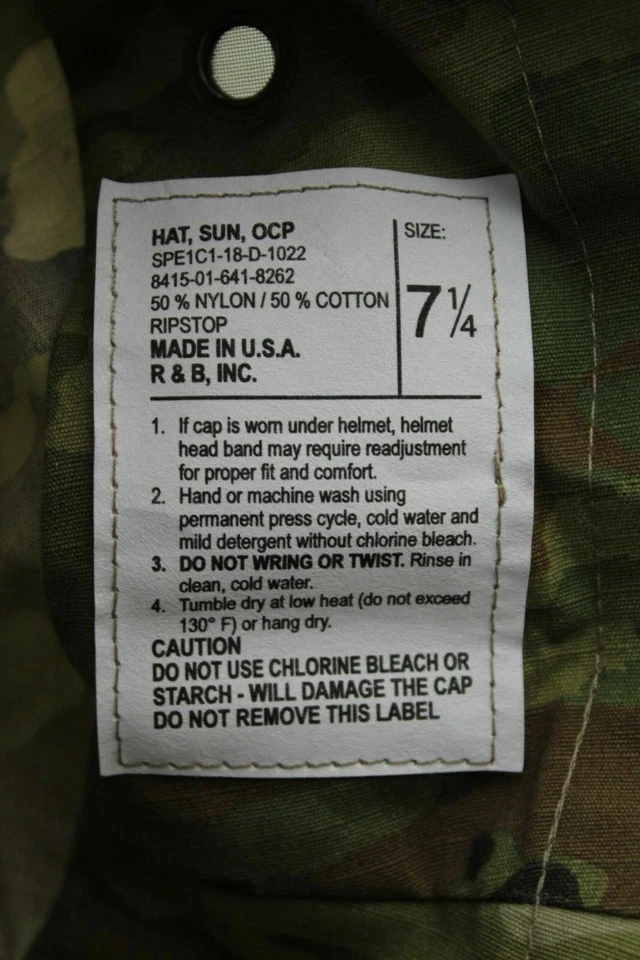 HAT, SUN, OCP
SPE1C1-18-D-1022
8415-01-641-8262
50 % NYLON / 50 % COTTON
RIPSTOP
MADE IN U.S.A.
R & B, INC.
SIZE:
7 1/4
1. If cap is worn under helmet, helmet
head band may require readjustment
for proper fit and comfort.
2. Hand or machine wash using
permanent press cycle, cold water and
mild detergent without chlorine bleach.
3. DO NOT WRING OR TWIST. Rinse in
clean, cold water.
4. Tumble dry at low heat (do not exceed
130° F) or hang dry.
CAUTION
DO NOT USE CHLORINE BLEACH OR
STARCH - WILL DAMAGE THE CAP
DO NOT REMOVE THIS LABEL